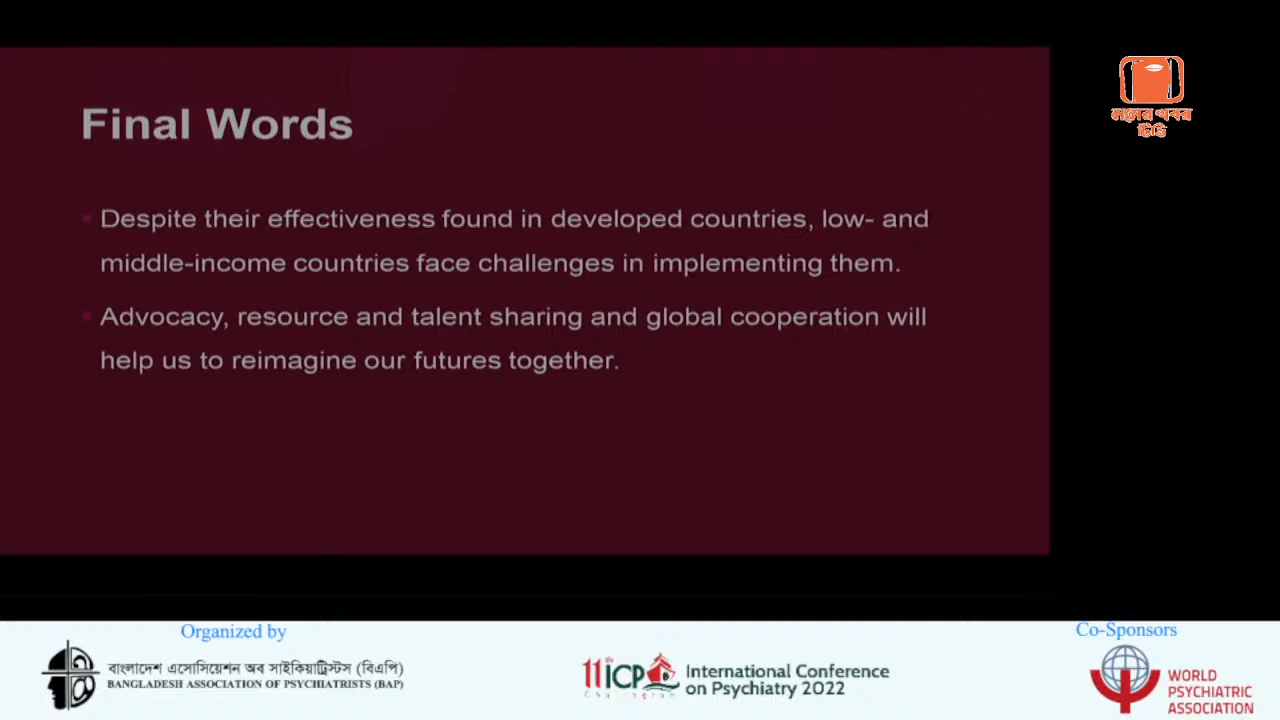 Final Words
Despite their effectiveness found in developed countries, low- and
middle-income countries face challenges in implementing them.
Advocacy, resource and talent sharing and global cooperation will
help us to reimagine our futures together.
মনের খবর
টিভি
Organized by
বাংলাদেশ এসোসিয়েশন অব সাইকিয়াট্রিস্টস (বিএপি)
BANGLADESH ASSOCIATION OF PSYCHIATRISTS (BAP)
11th ICP
International Conference
on Psychiatry 2022
Co-Sponsors
WORLD
PSYCHIATRIC
ASSOCIATION